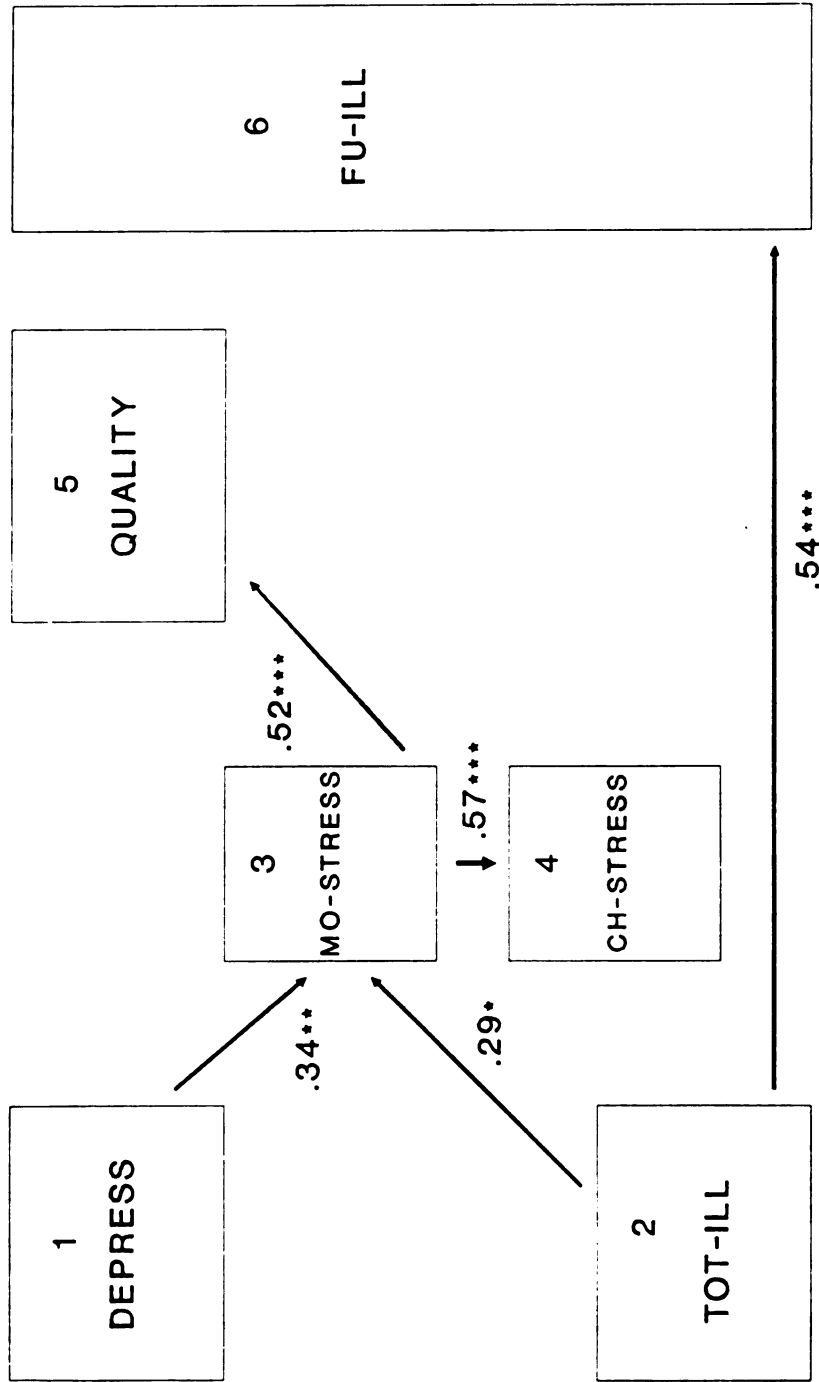 1
DEPRESS
2
TOT-ILL
.34**
.29*
3
MO-STRESS
.57***
4
CH-STRESS
.52***
5
QUALITY
.54***
6
FU-ILL